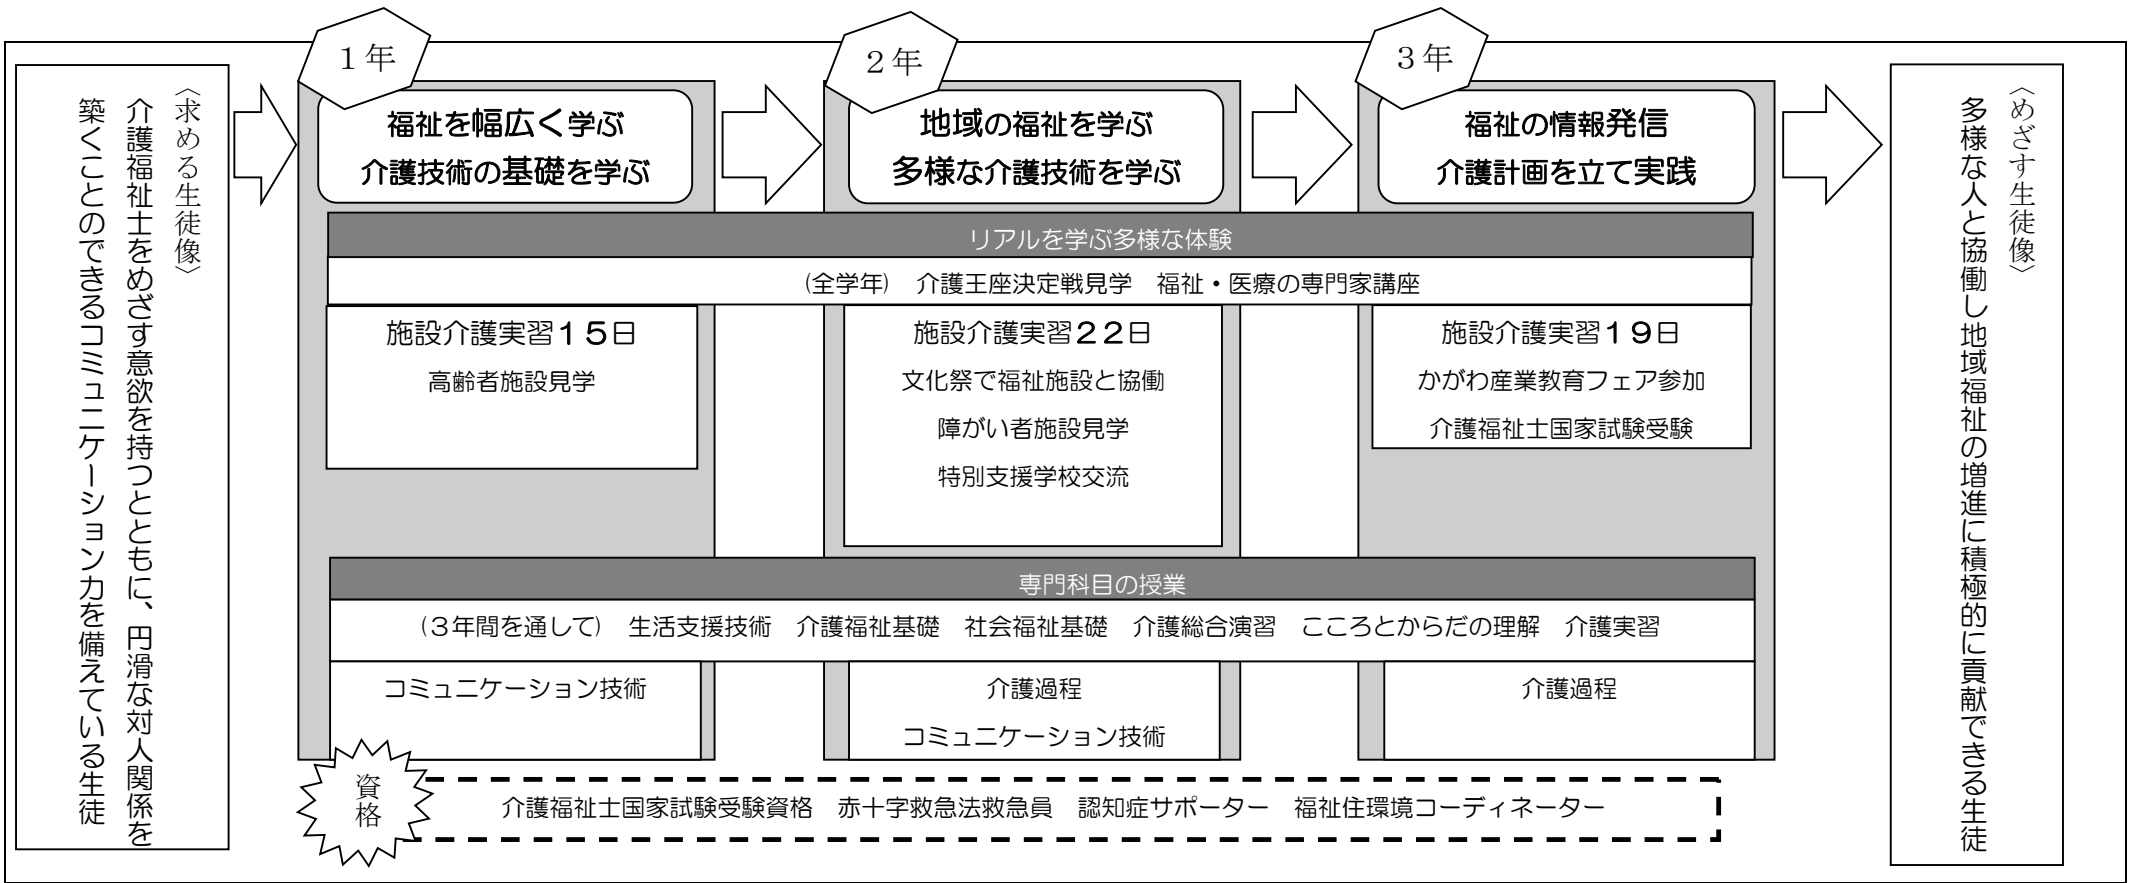 〈求める生徒像〉
介護福祉士をめざす意欲を持つとともに、円滑な対人関係を
築くことのできるコミュニケーション力を備えている生徒
１年
福祉を幅広く学ぶ
介護技術の基礎を学ぶ
２年
地域の福祉を学ぶ
多様な介護技術を学ぶ
３年
福祉の情報発信
介護計画を立て実践
リアルを学ぶ多様な体験
(全学年)　介護王座決定戦見学　福祉・医療の専門家講座
施設介護実習１５日
高齢者施設見学
施設介護実習２２日
文化祭で福祉施設と協働
障がい者施設見学
特別支援学校交流
施設介護実習１９日
かがわ産業教育フェア参加
介護福祉士国家試験受験
専門科目の授業
(３年間を通して)　生活支援技術　介護福祉基礎　社会福祉基礎　介護総合演習　こころとからだの理解　介護実習
コミュニケーション技術
介護過程
コミュニケーション技術
介護過程
資格
介護福祉士国家試験受験資格　赤十字救急法救急員　認知症サポーター　福祉住環境コーディネーター
〈めざす生徒像〉
多様な人と協働し地域福祉の増進に積極的に貢献できる生徒